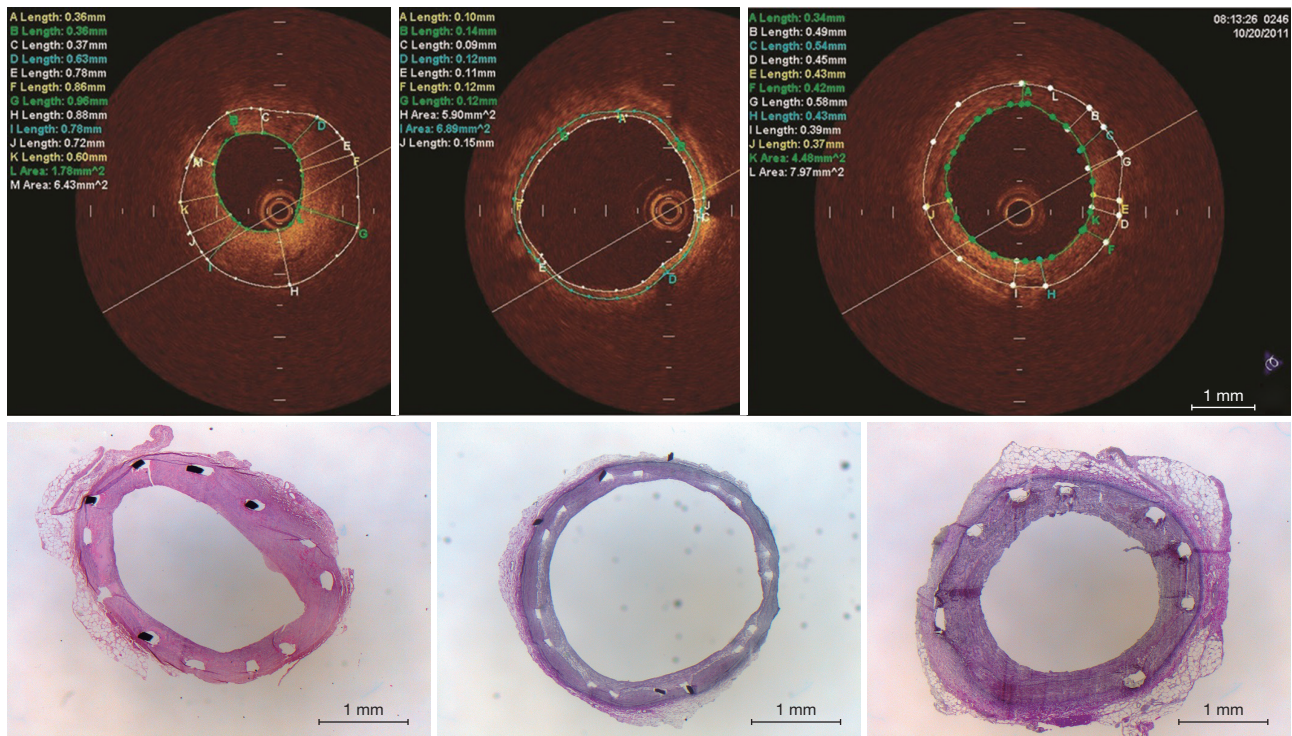 A Length: 0.36mm
B Length: 0.36mm
C Length: 0.37mm
D Length: 0.63mm
E Length: 0.78mm
F Length: 0.86mm
G Length: 0.96mm
H Length: 0.88mm
I Length: 0.78mm
J Length: 0.72mm
K Length: 0.60mm
L Area: 1.78mm^2
M Area: 6.43mm^2
B
C
D
E
F
M
K
G
J
I
H
A Length: 0.10mm
B Length: 0.14mm
C Length: 0.09mm
D Length: 0.12mm
E Length: 0.11mm
F Length: 0.12mm
G Length: 0.12mm
H Area: 5.90mm^2
I Area: 6.89mm^2
J Length: 0.15mm
A
J
C
E
D
A Length: 0.34mm
B Length: 0.49mm
C Length: 0.54mm
D Length: 0.45mm
E Length: 0.43mm
F Length: 0.42mm
G Length: 0.58mm
H Length: 0.43mm
I Length: 0.39mm
J Length: 0.37mm
K Area: 4.48mm^2
L Area: 7.97mm^2
08:13:26 0246
10/20/2011
A
L
B
C
G
J
E
K
D
F
I
H
1 mm
1 mm
1 mm
1 mm